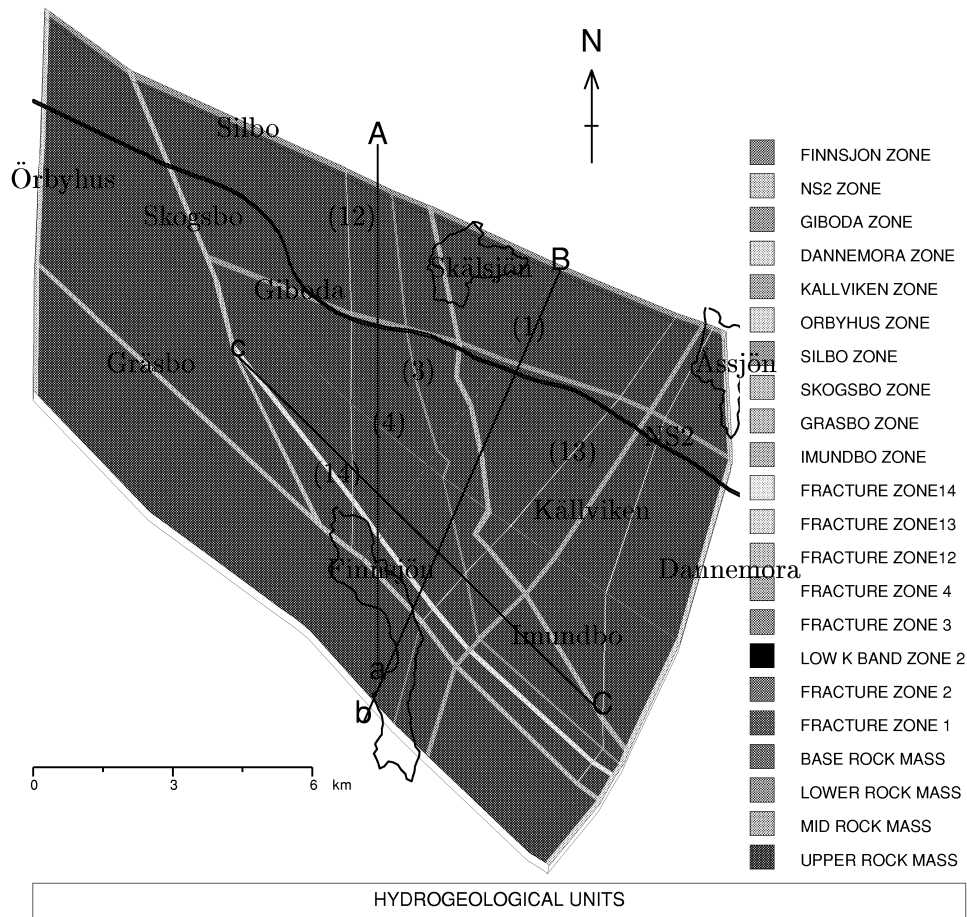 N
A
Silbo
FINNSJON ZONE
Örbyhus
NS2 ZONE
Skogsbo
(12)
GIBODA ZONE
B
DANNEMORA ZONE
Skälsjön
Giboda
KALLVIKEN ZONE
(1)
ORBYHUS ZONE
c
SILBO ZONE
Gräsbo
(3)
Assjön
SKOGSBO ZONE
(4)
NS2
GRASBO ZONE
(13)
IMUNDBO ZONE
(14)
FRACTURE ZONE14
Källviken
FRACTURE ZONE13
FRACTURE ZONE12
Finnsjön
Dannemora
FRACTURE ZONE 4
FRACTURE ZONE 3
Imundbo
LOW K BAND ZONE 2
a
FRACTURE ZONE 2
C
b
FRACTURE ZONE 1
BASE ROCK MASS
0 3 6 km
LOWER ROCK MASS
MID ROCK MASS
UPPER ROCK MASS
HYDROGEOLOGICAL UNITS